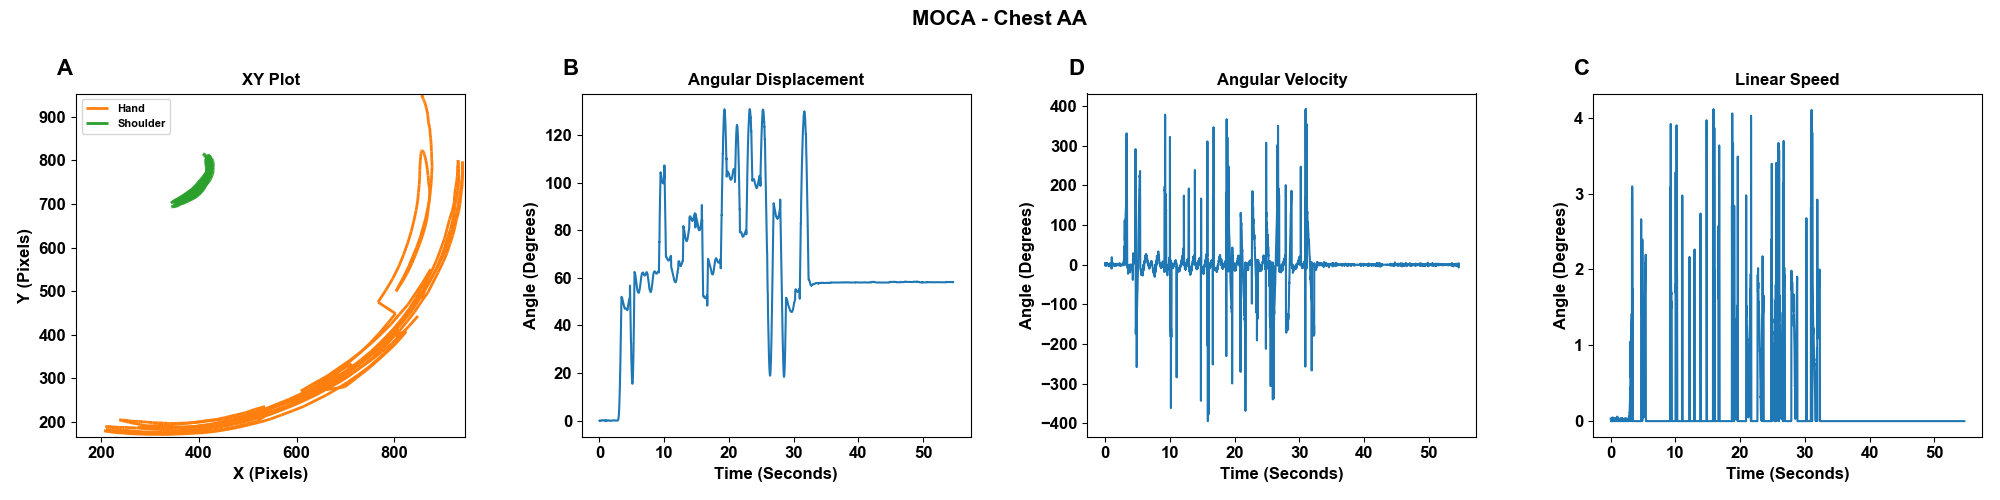 MOCA - Chest AA
A
XY Plot
Hand
Shoulder
900
800
700
600
500
400
300
200
200
400
600
800
Y (Pixels)
X (Pixels)
B
Angular Displacement
120
100
80
60
40
20
0
0
10
20
30
40
50
Angle (Degrees)
Time (Seconds)
D
Angular Velocity
400
300
200
100
0
−100
−200
−300
−400
0
10
20
30
40
50
Angle (Degrees)
Time (Seconds)
C
Linear Speed
4
3
2
1
0
0
10
20
30
40
50
Angle (Degrees)
Time (Seconds)